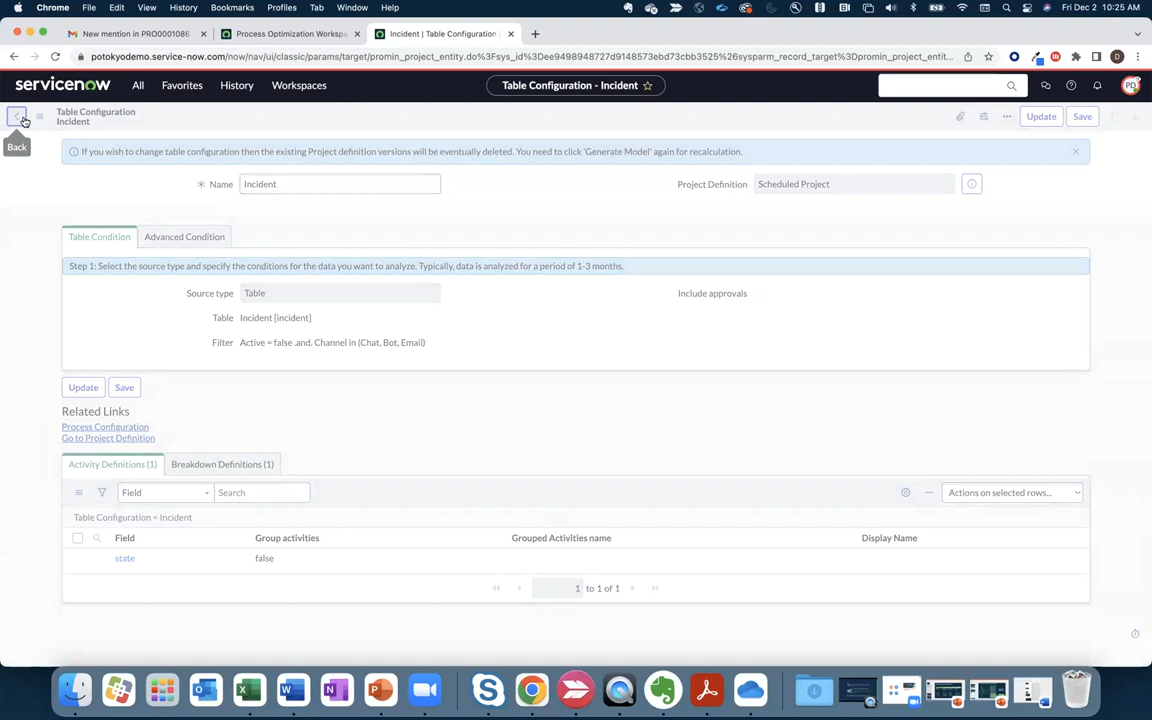 Chrome File Edit View History Bookmarks Profiles Tab Window Help Fri Dec 2 10:25 AM
New mention in PRO0001086 × Process Optimization Worksp × Incident | Table Configuration | × +
potokyodemo.service-now.com/now/nav/ui/classic/params/target/promin_project_entity.do%3Fsys_id%3De9498948721d9110e57dcb60cbb3525%26sysparm_record_target%3Dpromin_project_entity...
servicenow All Favorites History Workspaces Table Configuration - Incident PD
Table Configuration
Incident
Update Save
Back
If you wish to change table configuration then the existing Project definition versions will be eventually deleted. You need to click 'Generate Model' again for recalculation.
Name Incident Project Definition Scheduled Project
Table Condition Advanced Condition
Step 1: Select the source type and specify the conditions for the data you want to analyze. Typically, data is analyzed for a period of 1-3 months.
Source type Table Include approvals
Table Incident [incident]
Filter Active = false .and. Channel in (Chat, Bot, Email)
Update Save
Related Links
Process Configuration
Go to Project Definition
Activity Definitions (1) Breakdown Definitions (1)
Field Search Actions on selected rows...
Table Configuration = Incident
Field Group activities Grouped Activities name Display Name
state false
1 to 1 of 1